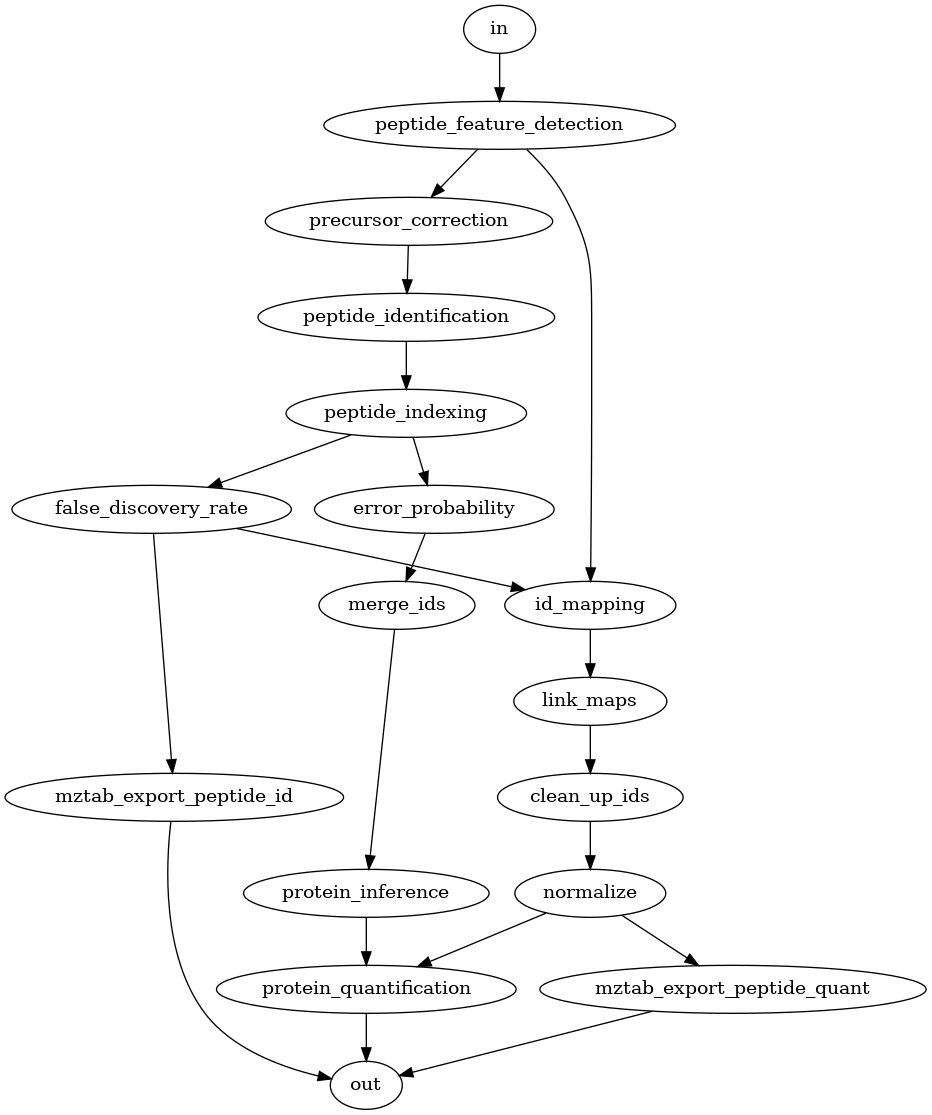 in
peptide_feature_detection
precursor_correction
peptide_identification
peptide_indexing
false_discovery_rate
error_probability
merge_ids
id_mapping
link_maps
mztab_export_peptide_id
clean_up_ids
protein_inference
normalize
protein_quantification
mztab_export_peptide_quant
out